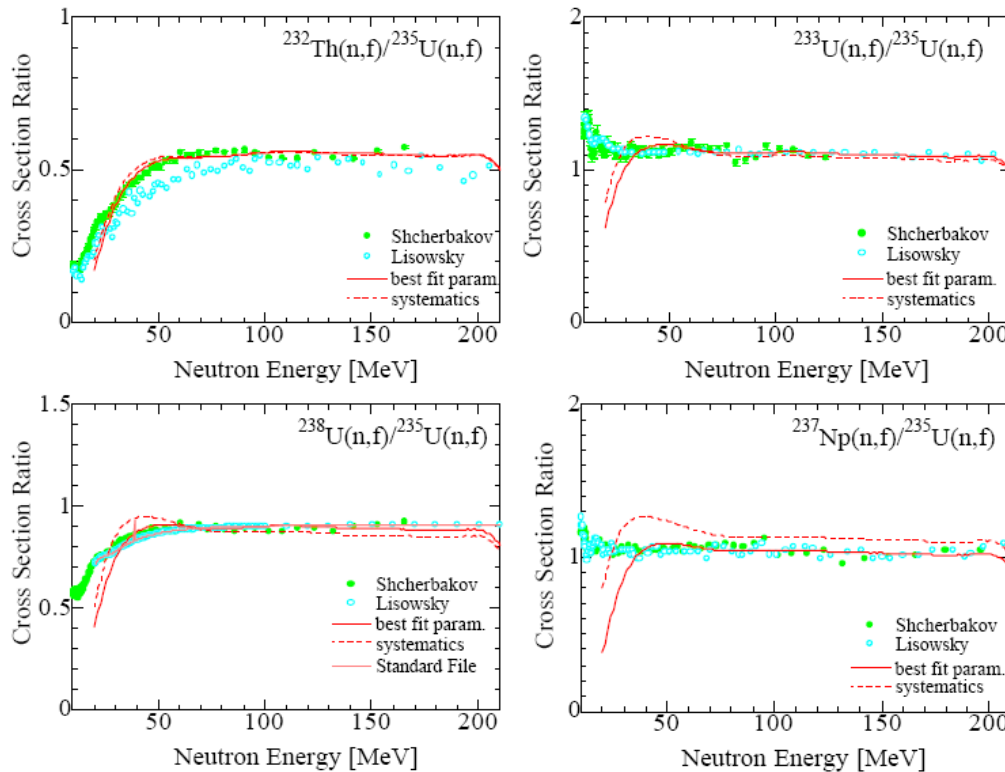 ²³²Th(n,f)/²³⁵U(n,f)
Cross Section Ratio
1
0.5
0
Shcherbakov
Lisowsky
best fit param.
systematics
50 100 150 200
Neutron Energy [MeV]
²³³U(n,f)/²³⁵U(n,f)
Cross Section Ratio
2
1
0
Shcherbakov
Lisowsky
best fit param.
systematics
50 100 150 200
Neutron Energy [MeV]
²³⁸U(n,f)/²³⁵U(n,f)
Cross Section Ratio
1.5
1
0.5
0
Shcherbakov
Lisowsky
best fit param.
systematics
Standard File
50 100 150 200
Neutron Energy [MeV]
²³⁷Np(n,f)/²³⁵U(n,f)
Cross Section Ratio
2
1
0
Shcherbakov
Lisowsky
best fit param.
systematics
50 100 150 200
Neutron Energy [MeV]